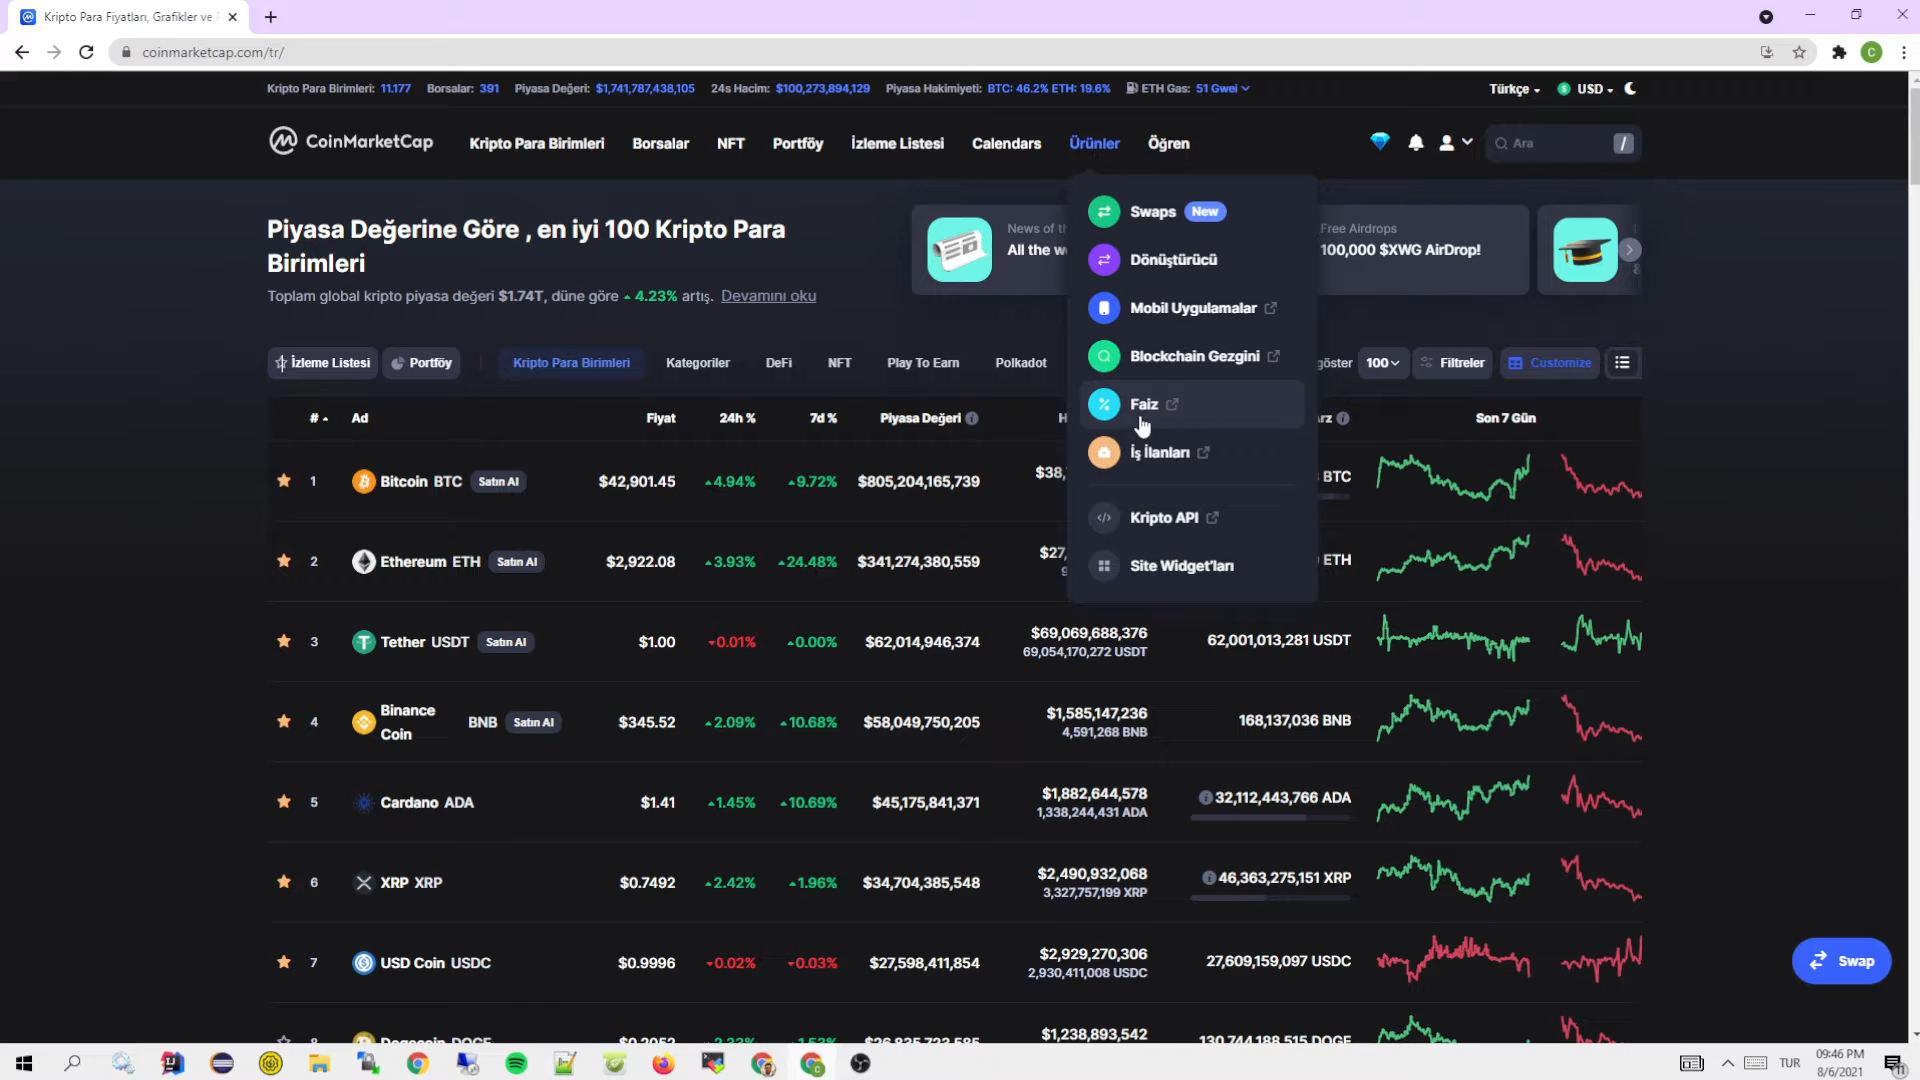 Kripto Para Fiyatları, Grafikler ve
coinmarketcap.com/tr/
C
Kripto Para Birimleri: 11.177 Borsalar: 391 Piyasa Değeri: $1,741,787,438,105 24s Hacim: $100,273,894,129 Piyasa Hakimiyeti: BTC: 46.2% ETH: 19.6% ETH Gas: 51 Gwei
Türkçe USD
CoinMarketCap Kripto Para Birimleri Borsalar NFT Portföy İzleme Listesi Calendars Ürünler Öğren Ara /
Piyasa Değerine Göre , en iyi 100 Kripto Para
Birimleri
Toplam global kripto piyasa değeri $1.74T, düne göre 4.23% artış. Devamını oku
News of
All the
Free Airdrops
100,000 $XWG AirDrop!
Swaps New
Dönüştürücü
Mobil Uygulamalar
Blockchain Gezgini
Faiz
İş İlanları
Kripto API
Site Widget'ları
İzleme Listesi Portföy Kripto Para Birimleri Kategoriler DeFi NFT Play To Earn Polkadot göster 100 Filtreler Customize
# Ad Fiyat 24h % 7d % Piyasa Değeri Son 7 Gün
1 Bitcoin BTC Satın Al $42,901.45 4.94% 9.72% $805,204,165,739 $38, BTC
2 Ethereum ETH Satın Al $2,922.08 3.93% 24.48% $341,274,380,559 $27, ETH
3 Tether USDT Satın Al $1.00 0.01% 0.00% $62,014,946,374 $69,069,688,376 62,001,013,281 USDT
69,054,170,272 USDT
4 Binance Coin BNB Satın Al $345.52 2.09% 10.68% $58,049,750,205 $1,585,147,236 168,137,036 BNB
4,591,268 BNB
5 Cardano ADA $1.41 1.45% 10.69% $45,175,841,371 $1,882,644,578 32,112,443,766 ADA
1,338,244,431 ADA
6 XRP XRP $0.7492 2.42% 1.96% $34,704,385,548 $2,490,932,068 46,363,275,151 XRP
3,327,757,199 XRP
7 USD Coin USDC $0.9996 0.02% 0.03% $27,598,411,854 $2,929,270,306 27,609,159,097 USDC
2,930,411,008 USDC
$1,238,893,542
Swap
TUR
09:46 PM
8/6/2021